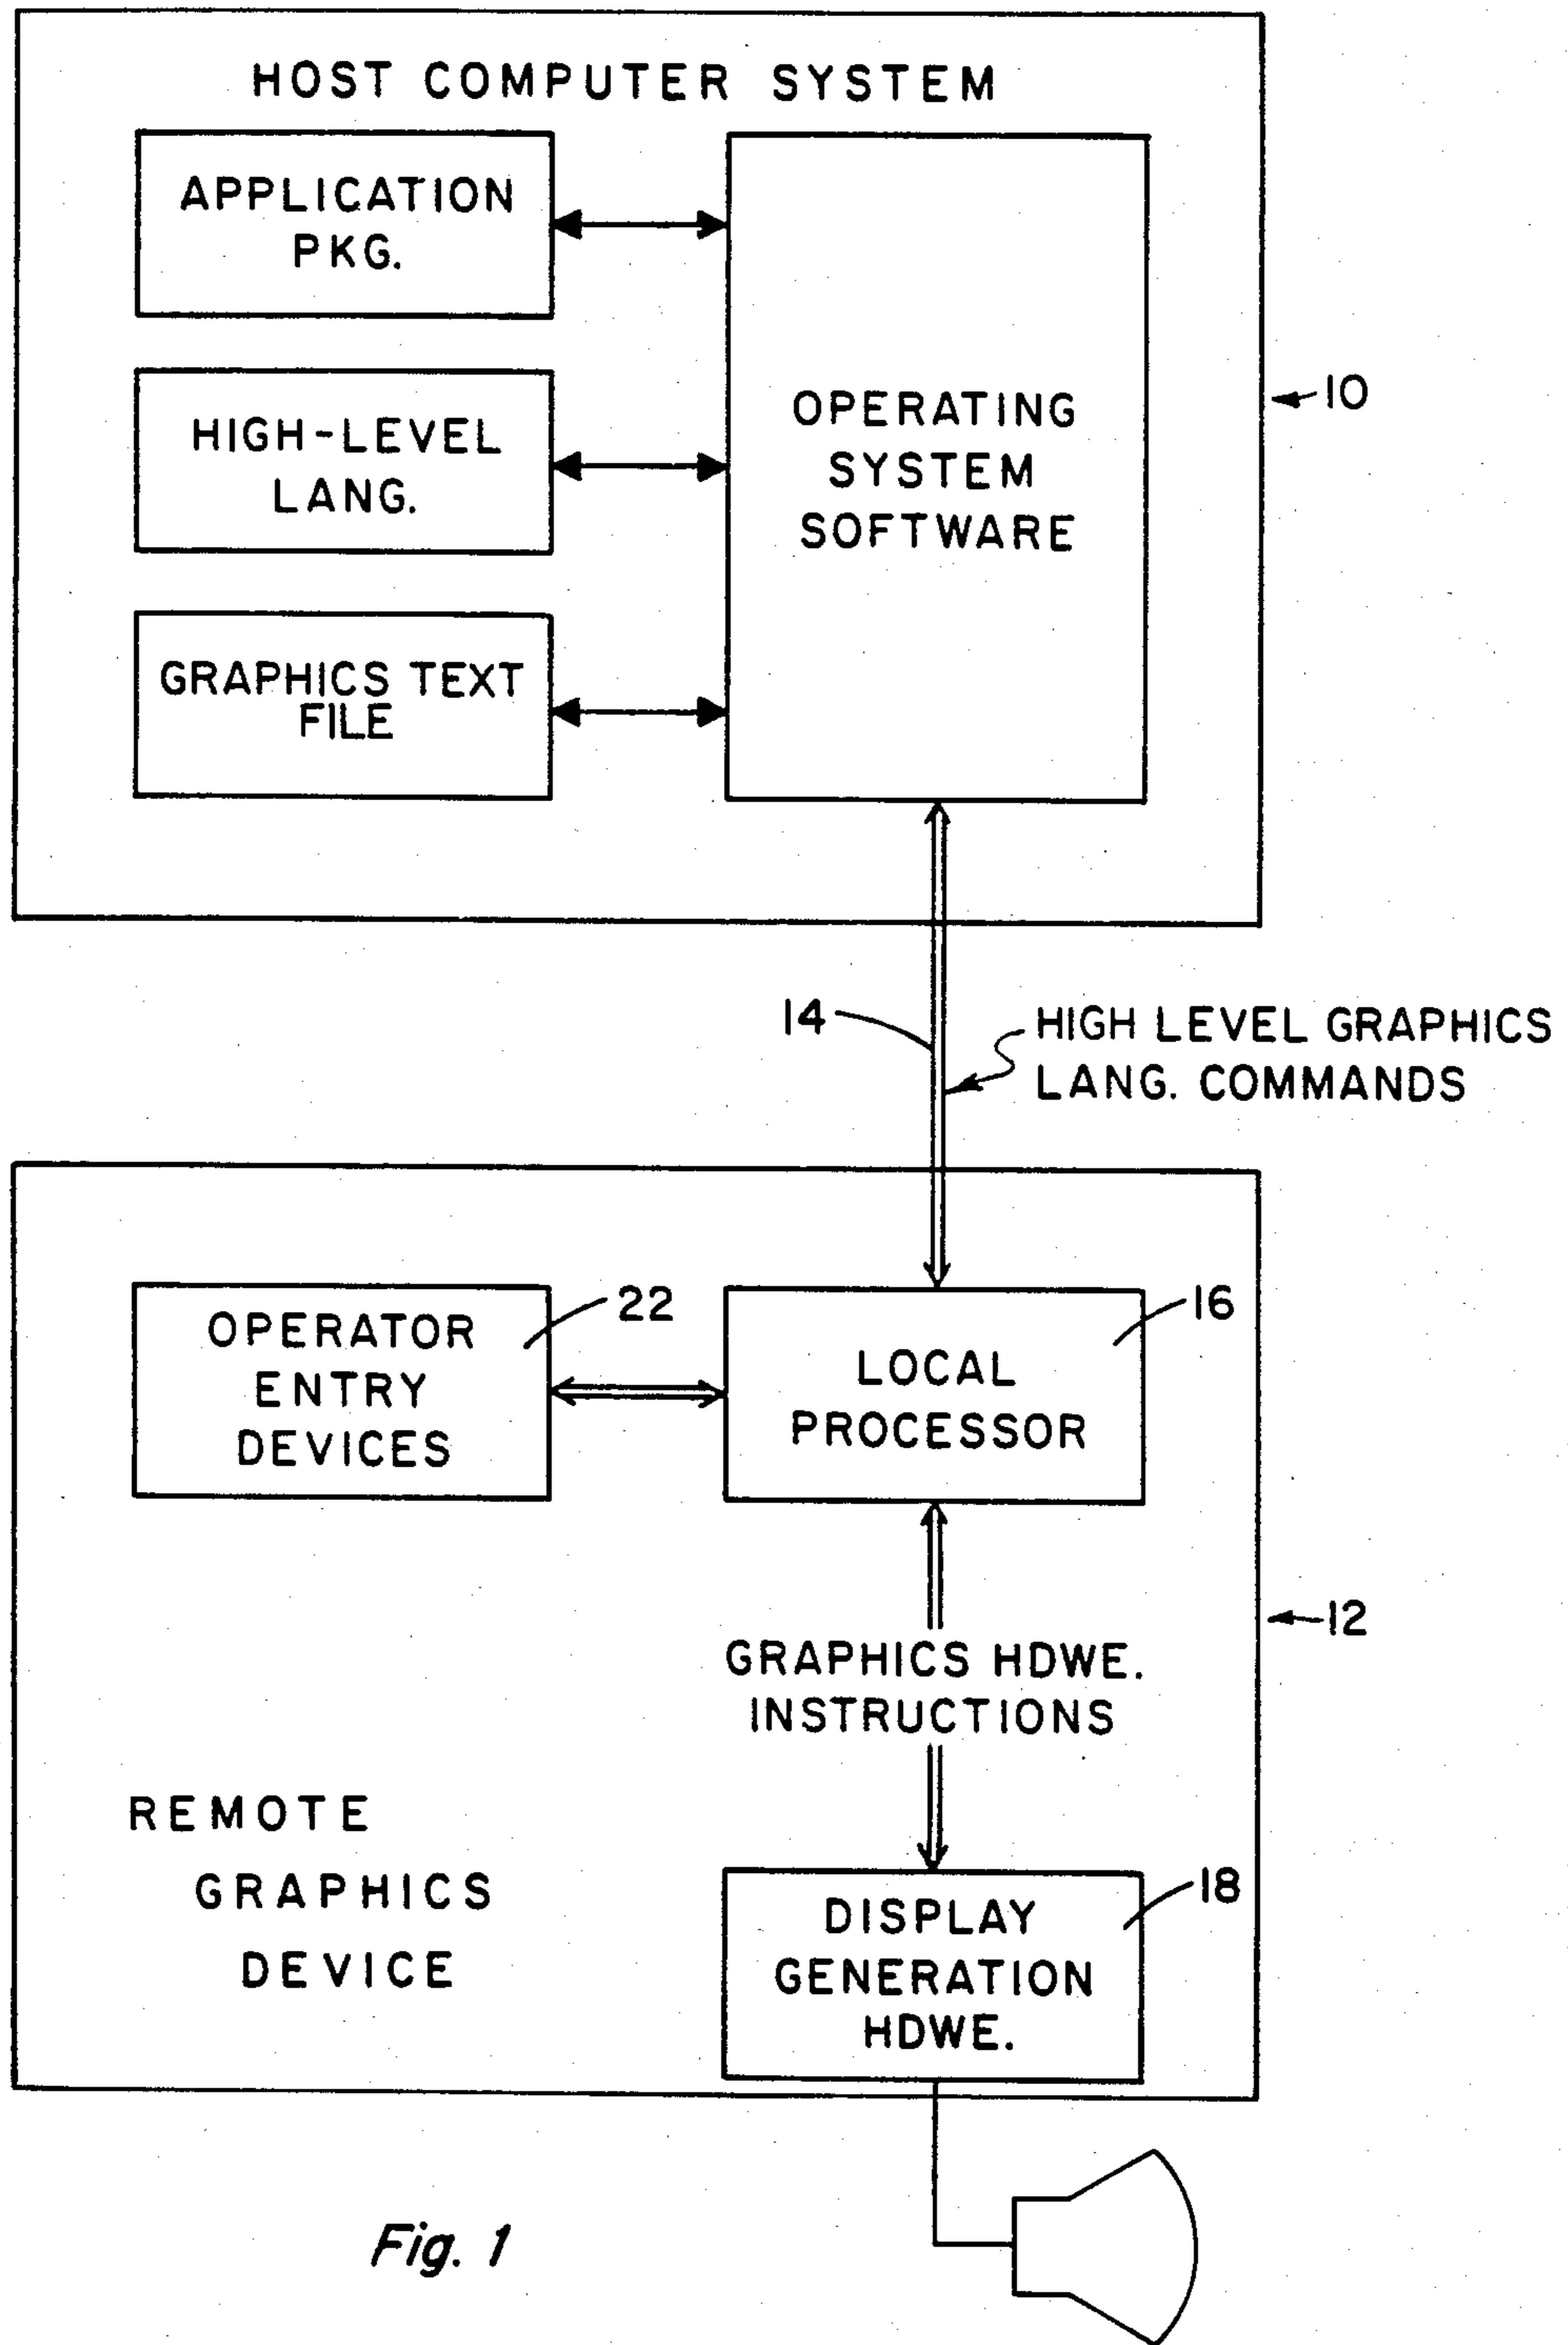 HOST COMPUTER SYSTEM
APPLICATION
PKG.
HIGH-LEVEL
LANG.
GRAPHICS TEXT
FILE
OPERATING
SYSTEM
SOFTWARE
10
14
HIGH LEVEL GRAPHICS
LANG. COMMANDS
OPERATOR
ENTRY
DEVICES
22
LOCAL
PROCESSOR
16
12
GRAPHICS HDWE.
INSTRUCTIONS
REMOTE
GRAPHICS
DEVICE
DISPLAY
GENERATION
HDWE.
18
Fig. 1